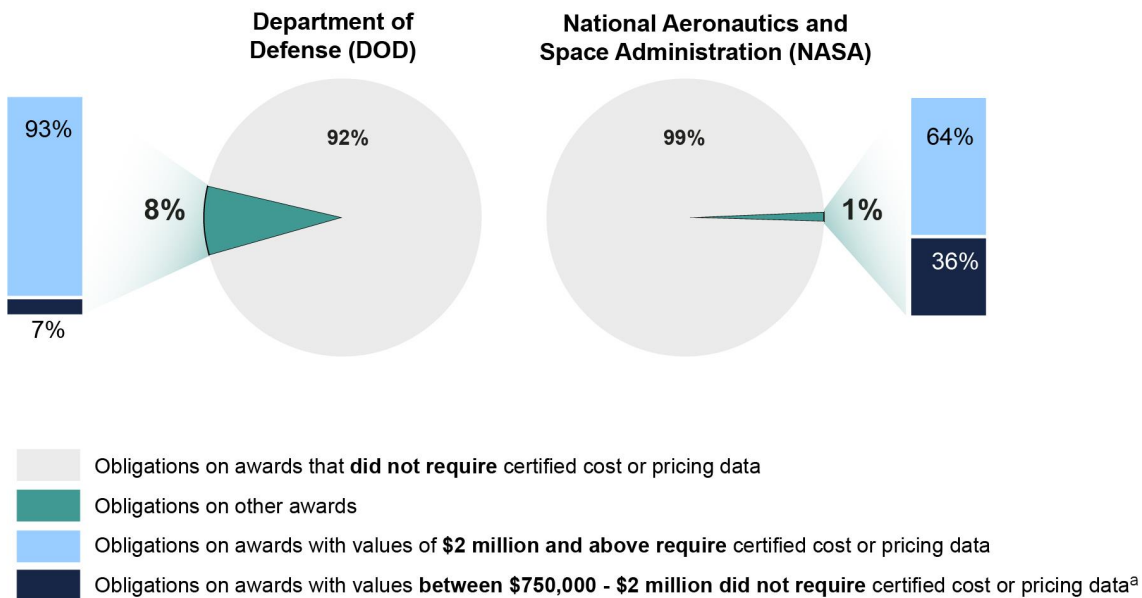 Department of
Defense (DOD)
National Aeronautics and
Space Administration (NASA)
93%
7%
8%
92%
99%
1%
64%
36%
Obligations on awards that did not require certified cost or pricing data
Obligations on other awards
Obligations on awards with values of $2 million and above require certified cost or pricing data
Obligations on awards with values between $750,000 - $2 million did not require certified cost or pricing dataᵃ